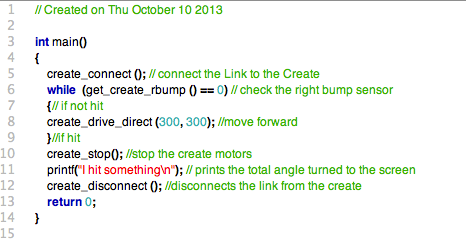 1 // Created on Thu October 10 2013
2
3 int main()
4 {
5 create_connect (); // connect the Link to the Create
6 while (get_create_rbump () == 0) // check the right bump sensor
7 {// if not hit
8 create_drive_direct (300, 300); //move forward
9 }//if hit
10 create_stop(); //stop the create motors
11 printf("I hit something\n"); // prints the total angle turned to the screen
12 create_disconnect (); //disconnects the link from the create
13 return 0;
14 }
15